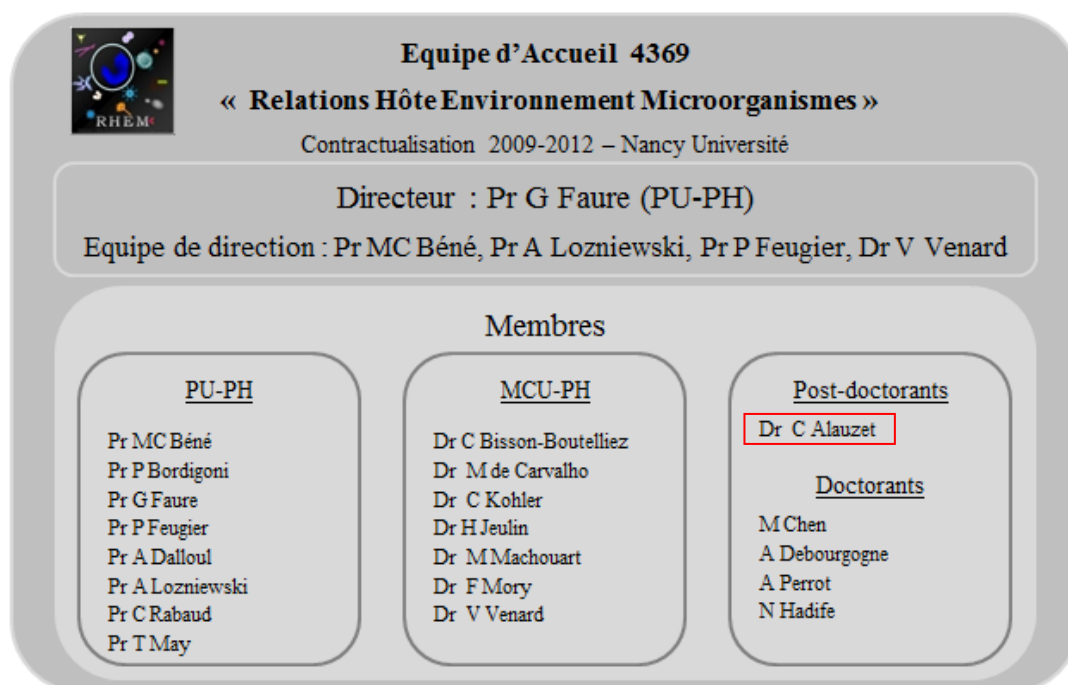 RHEM
Equipe d'Accueil 4369
« Relations Hôte Environnement Microorganismes »
Contractualisation 2009-2012 – Nancy Université
Directeur : Pr G Faure (PU-PH)
Equipe de direction : Pr MC Béné, Pr A Lozniewski, Pr P Feugier, Dr V Venard
Membres
PU-PH
Pr MC Béné
Pr P Bordigoni
Pr G Faure
Pr P Feugier
Pr A Dalloul
Pr A Lozniewski
Pr C Rabaud
Pr T May
MCU-PH
Dr C Bisson-Boutelliez
Dr M de Carvalho
Dr C Kohler
Dr H Jeulin
Dr M Machouart
Dr F Mory
Dr V Venard
Post-doctorants
Dr C Alauzet
Doctorants
M Chen
A Debourgogne
A Perrot
N Hadife